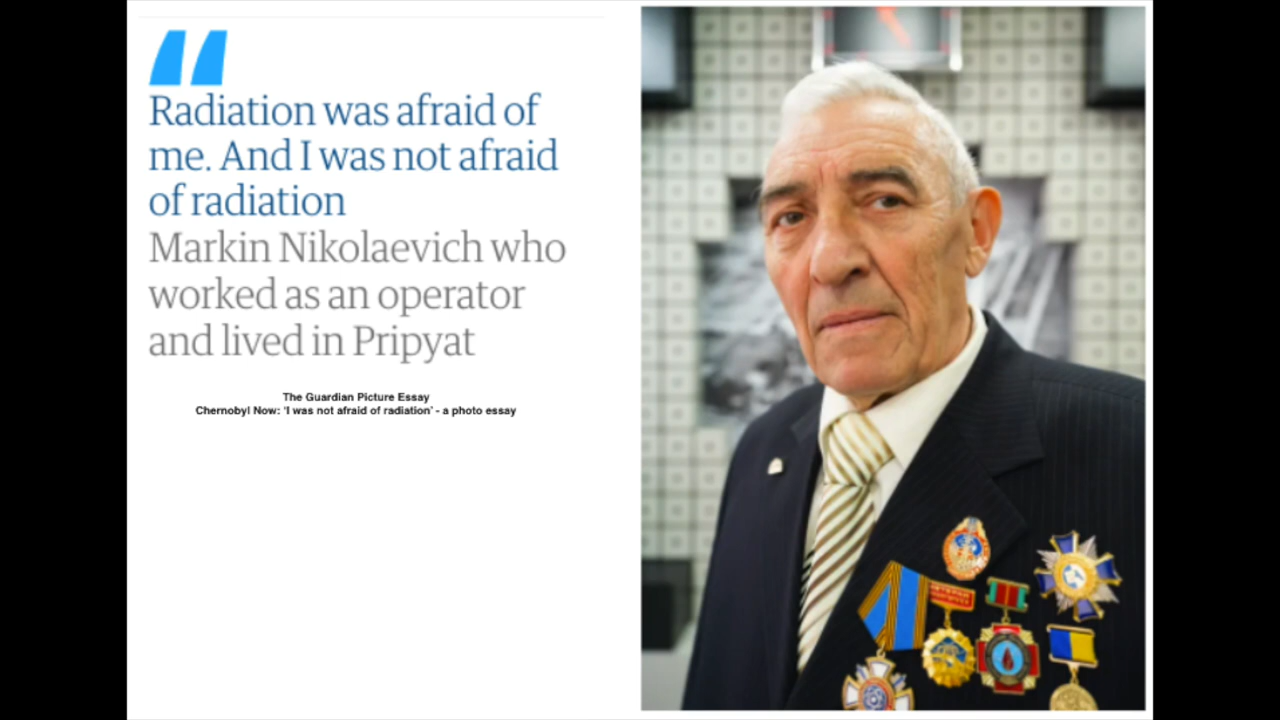 Radiation was afraid of
me. And I was not afraid
of radiation
Markin Nikolaevich who
worked as an operator
and lived in Pripyat
The Guardian Picture Essay
Chernobyl Now: 'I was not afraid of radiation' - a photo essay